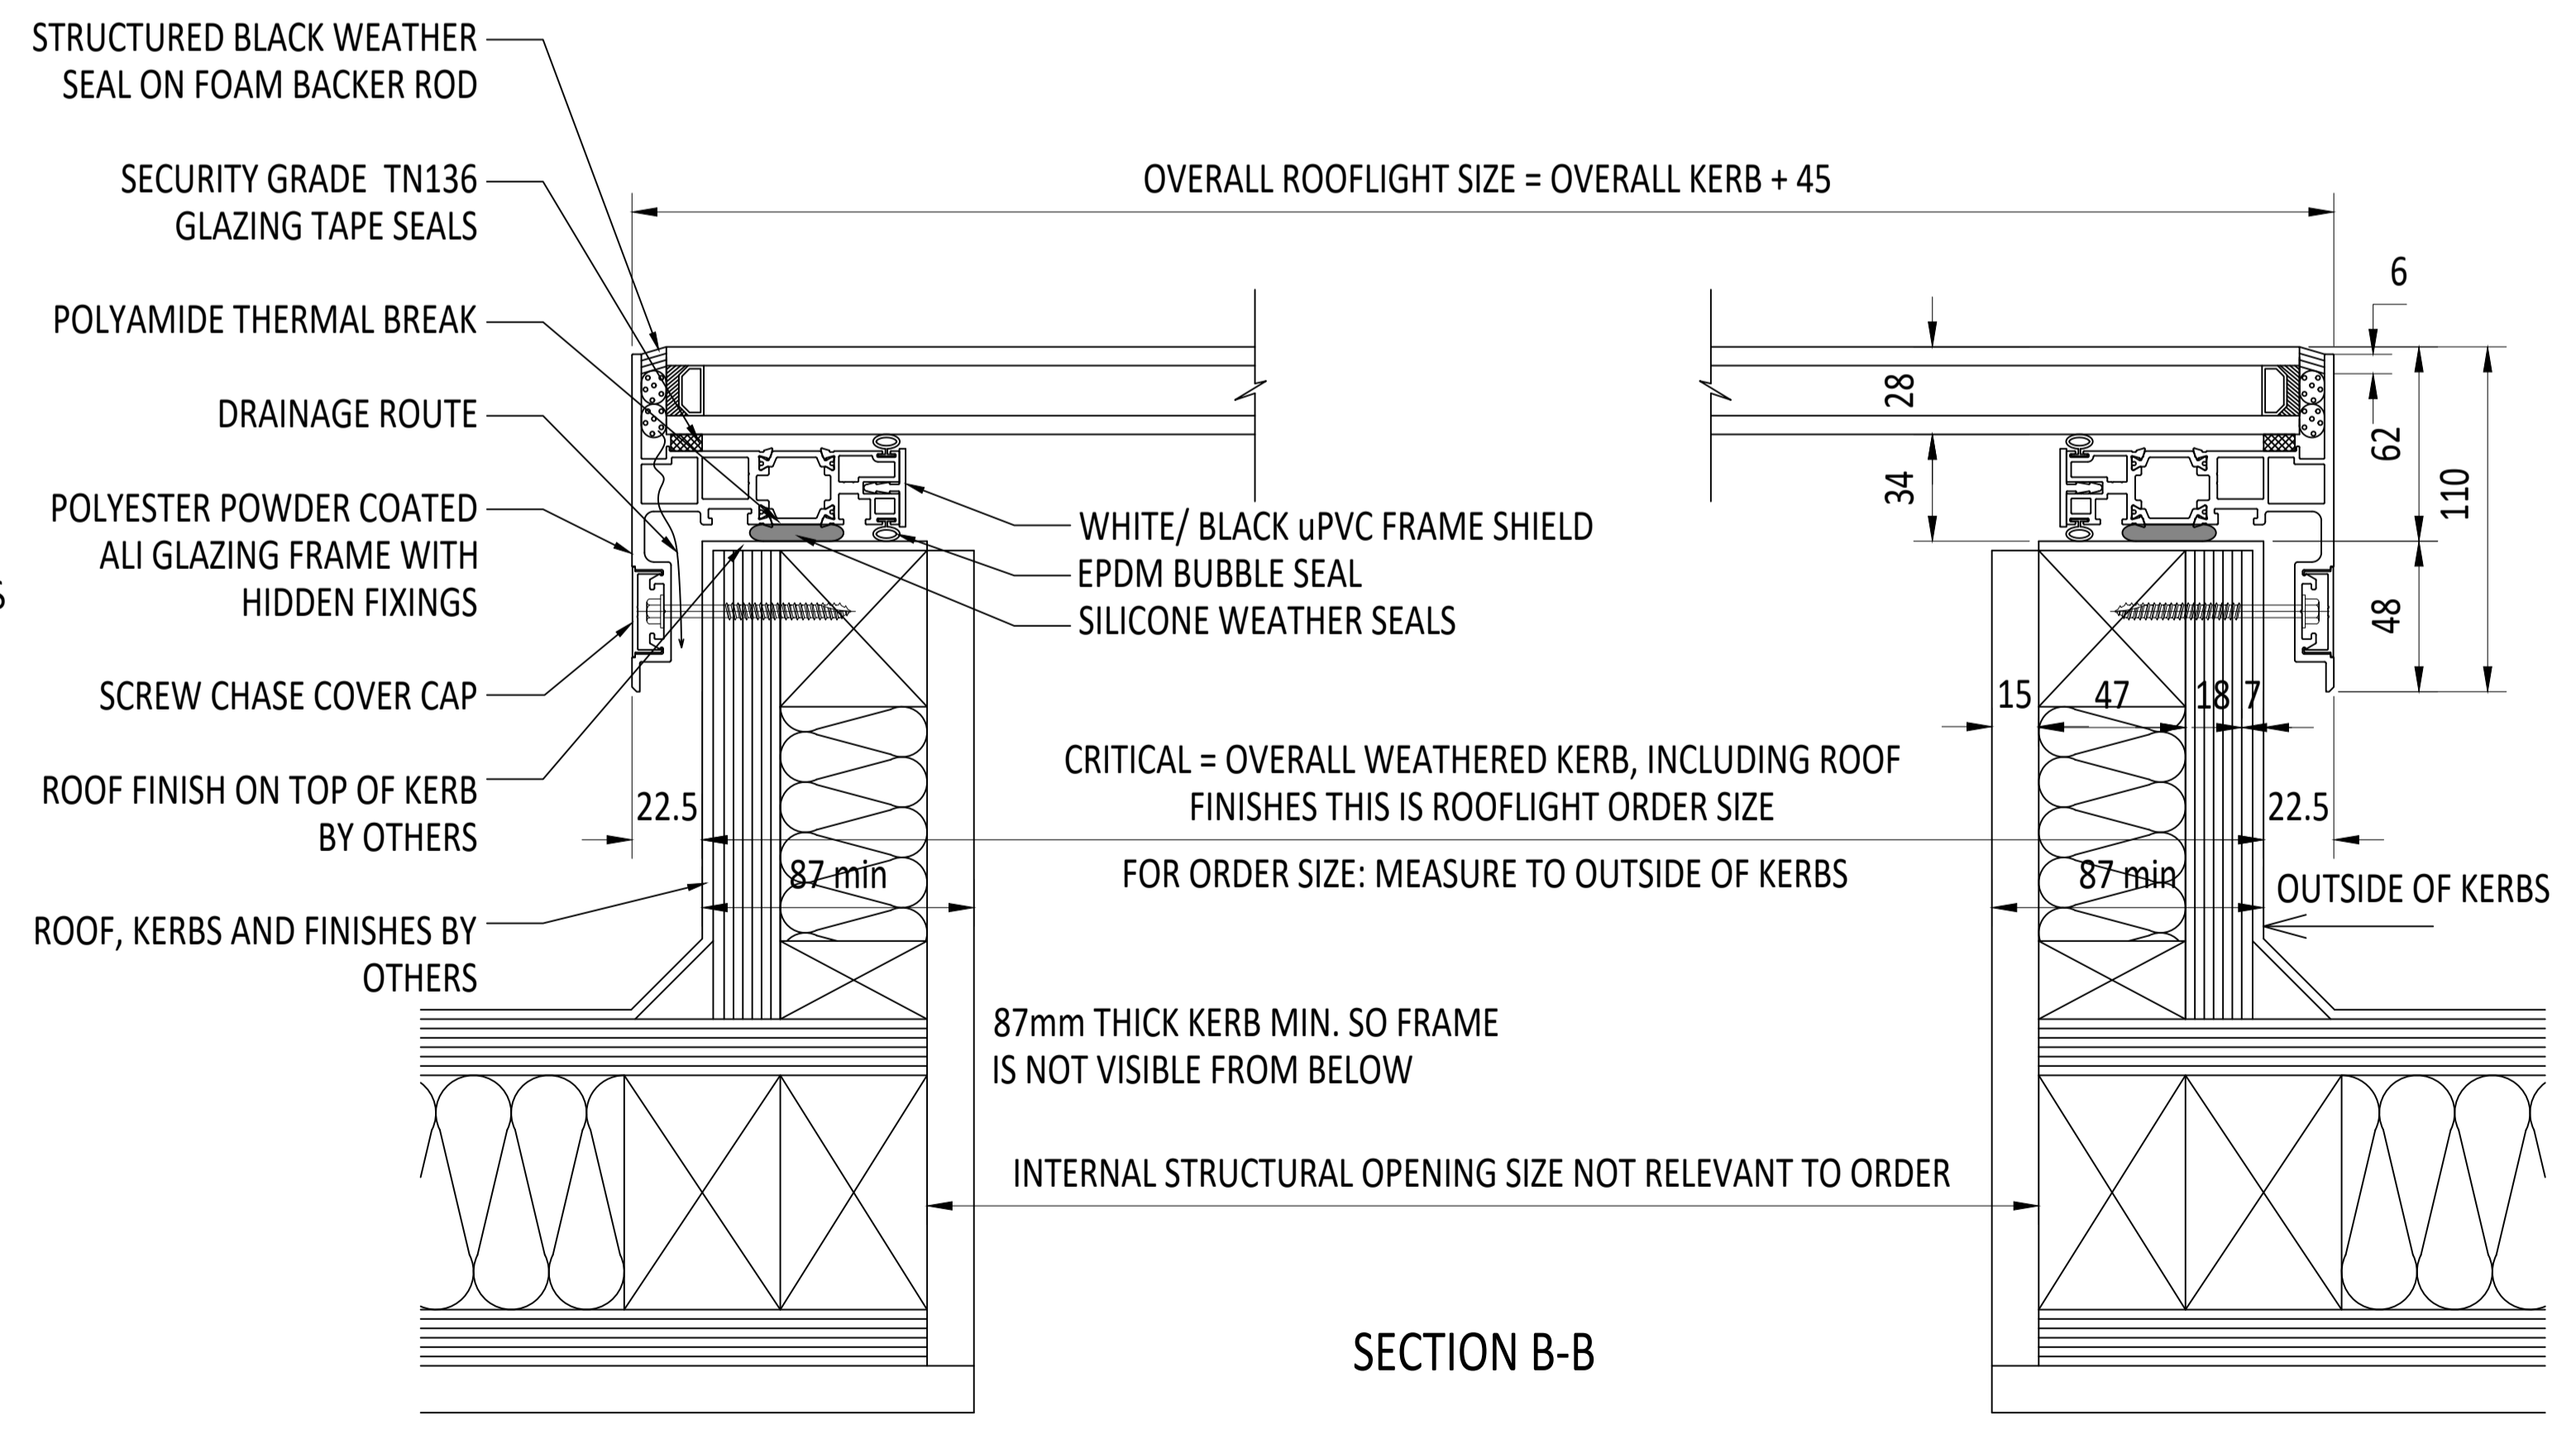 STRUCTURED BLACK WEATHER
SEAL ON FOAM BACKER ROD
SECURITY GRADE TN136
GLAZING TAPE SEALS
POLYAMIDE THERMAL BREAK
DRAINAGE ROUTE
POLYESTER POWDER COATED
ALI GLAZING FRAME WITH
HIDDEN FIXINGS
S
SCREW CHASE COVER CAP
ROOF FINISH ON TOP OF KERB
BY OTHERS
ROOF, KERBS AND FINISHES BY
OTHERS
OVERALL ROOFLIGHT SIZE = OVERALL KERB + 45
6
28
34
62
110
48
WHITE/ BLACK uPVC FRAME SHIELD
EPDM BUBBLE SEAL
SILICONE WEATHER SEALS
15
47
18
7
22.5
CRITICAL = OVERALL WEATHERED KERB, INCLUDING ROOF
FINISHES THIS IS ROOFLIGHT ORDER SIZE
22.5
87 min
FOR ORDER SIZE: MEASURE TO OUTSIDE OF KERBS
87 min
OUTSIDE OF KERBS
87mm THICK KERB MIN. SO FRAME
IS NOT VISIBLE FROM BELOW
INTERNAL STRUCTURAL OPENING SIZE NOT RELEVANT TO ORDER
SECTION B-B